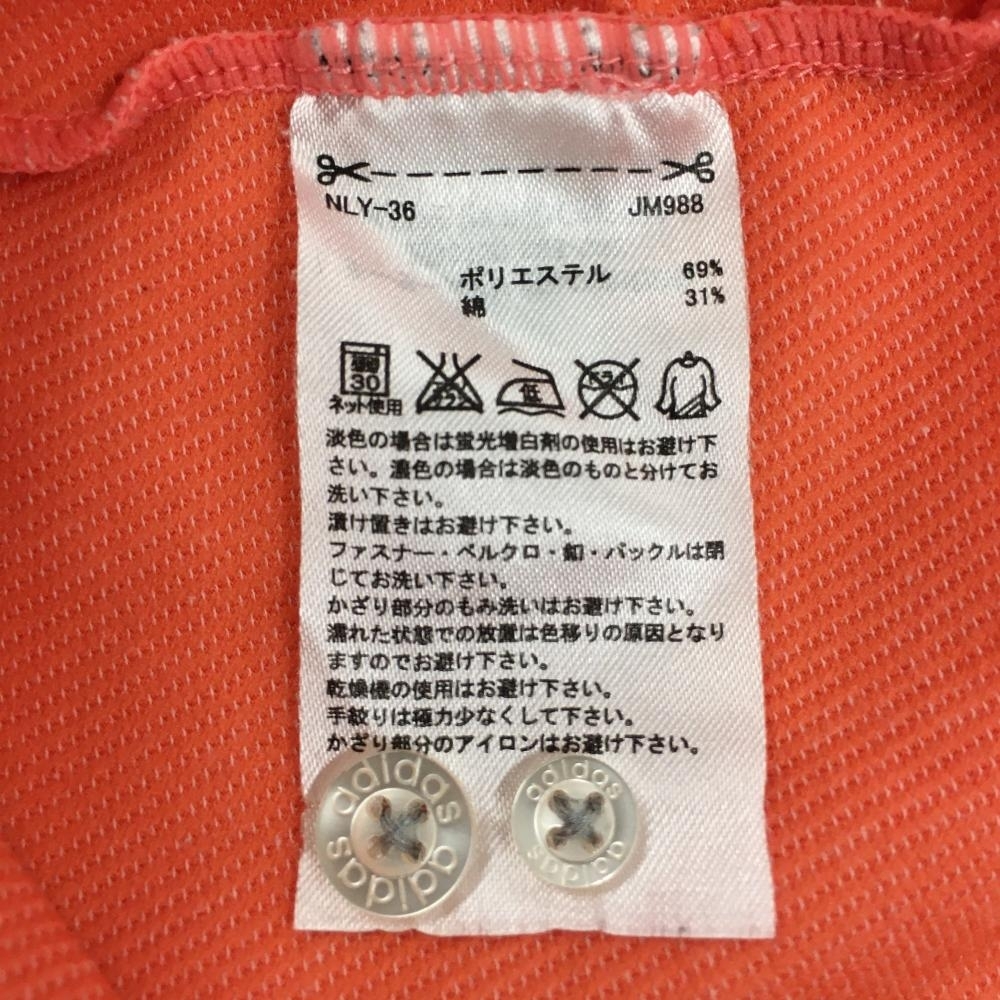 NLY-36 JM988
ポリエステル 69%
綿 31%
30 低
ネット使用
淡色の場合は蛍光増白剤の使用はお避け下
さい。濃色の場合は淡色のものと分けてお
洗い下さい。
漬け置きはお避け下さい。
ファスナー・ベルクロ・釦・バックルは閉
じてお洗い下さい。
かざり部分のもみ洗いはお避け下さい。
濡れた状態での放置は色移りの原因となり
ますのでお避け下さい。
乾燥機の使用はお避け下さい。
手絞りは極力少なくして下さい。
かざり部分のアイロンはお避け下さい。
adidas adidas
adidas adidas